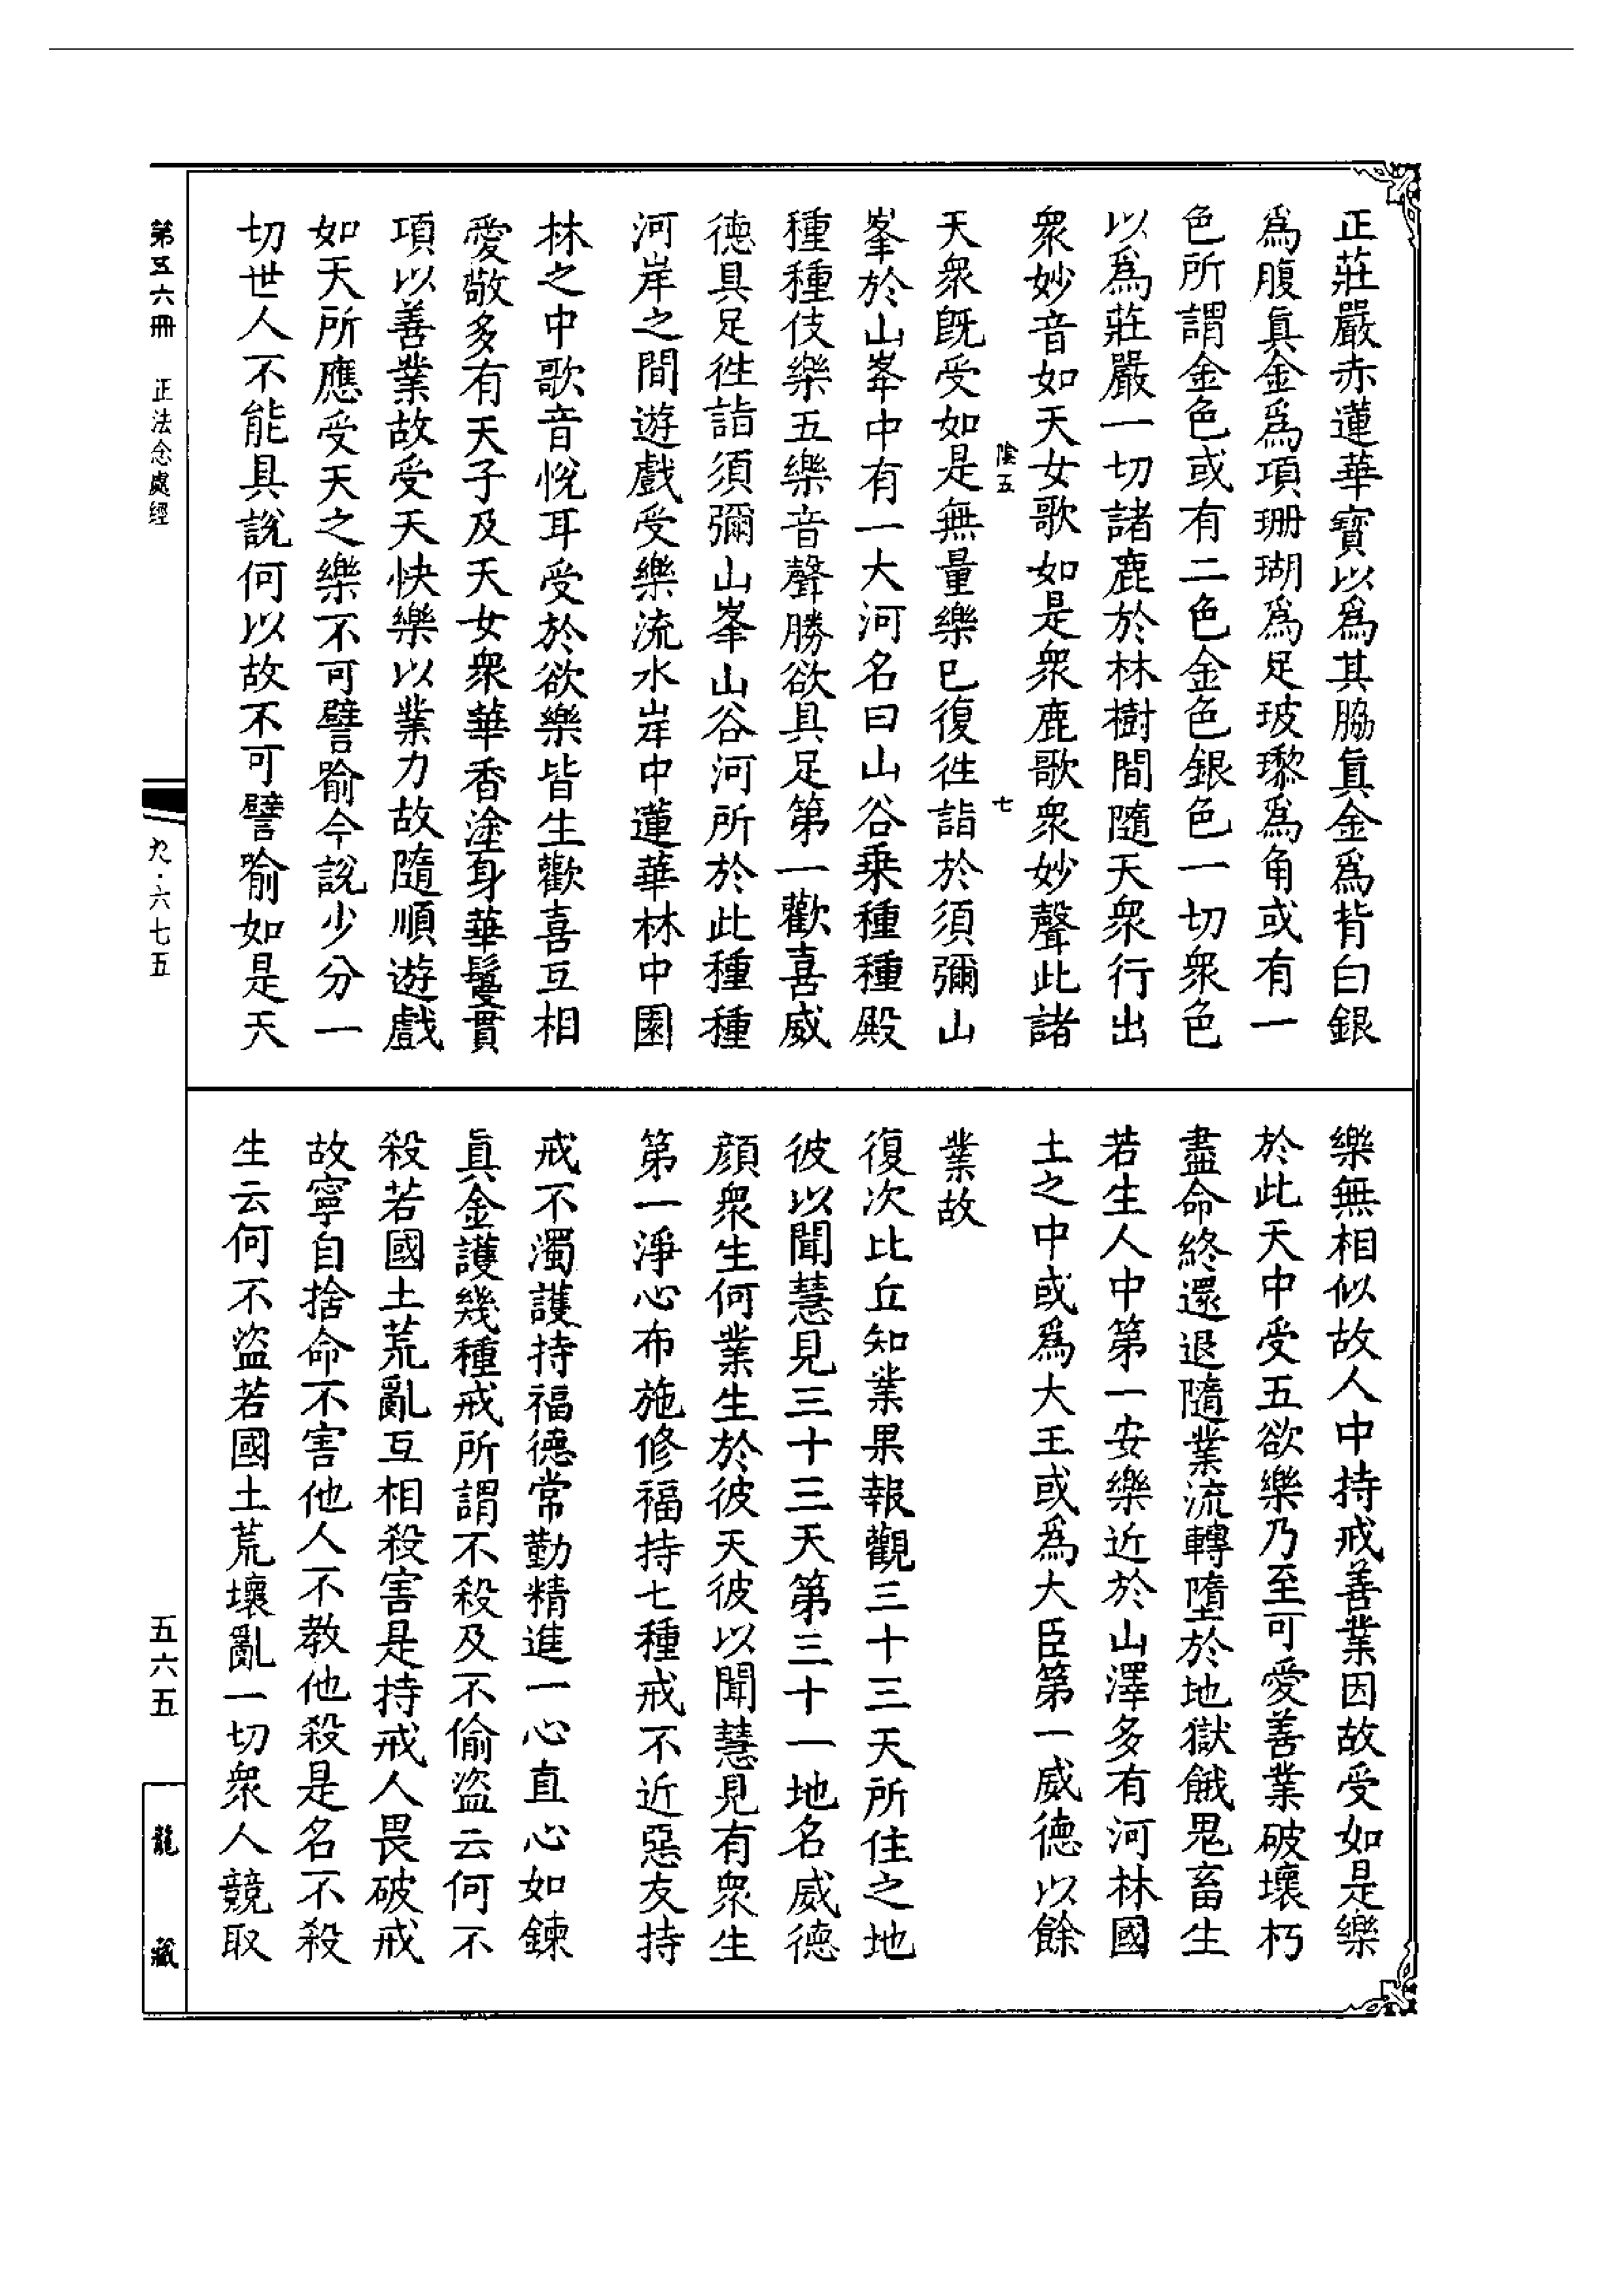 正莊嚴赤蓮華寶以爲其脇眞金爲背白銀
爲腹眞金爲項珊瑚爲足玻瓈爲角或有一
色所謂金色或有二色金色銀色一切衆色
以爲莊嚴一切諸鹿於林樹間隨天衆行出
衆妙音如天女歌如是衆鹿歌衆妙聲此諸
陰五 七
天衆旣受如是無量樂已復徃詣於須彌山
峯於山峯中有一大河名曰山谷乗種種殿
種種伎樂五樂音聲勝欲具足第一歡喜威
德具足徃詣須彌山峯山谷河所於此種種
河岸之間遊戲受樂流水岸中蓮華林中園
林之中歌音悅耳受於欲樂皆生歡喜互相
愛敬多有天子及天女衆華香塗身華鬘貫
項以善業故受天快樂以業力故隨順遊戲
如天所應受天之樂不可譬喻今說少分一
切世人不能具說何以故不可譬喻如是天
樂無相似故人中持戒善業因故受如是樂
於此天中受五欲樂乃至可愛善業破壞朽
盡命終還退隨業流轉墮於地獄餓鬼畜生
若生人中第一安樂近於山澤多有河林國
土之中或爲大王或爲大臣第一威德以餘
業故
復次比丘知業果報觀三十三天所住之地
彼以聞慧見三十三天第三十一地名威德
顔衆生何業生於彼天彼以聞慧見有衆生
第一淨心布施修福持七種戒不近惡友持
戒不濁護持福德常勤精進一心直心如鍊
眞金護幾種戒所謂不殺及不偷盜云何不
殺若國土荒亂互相殺害是持戒人畏破戒
故寧自捨命不害他人不教他殺是名不殺
生云何不盜若國土荒壞亂一切衆人競取
第五六冊 正法念處經
九·六七五
五六五
龍藏